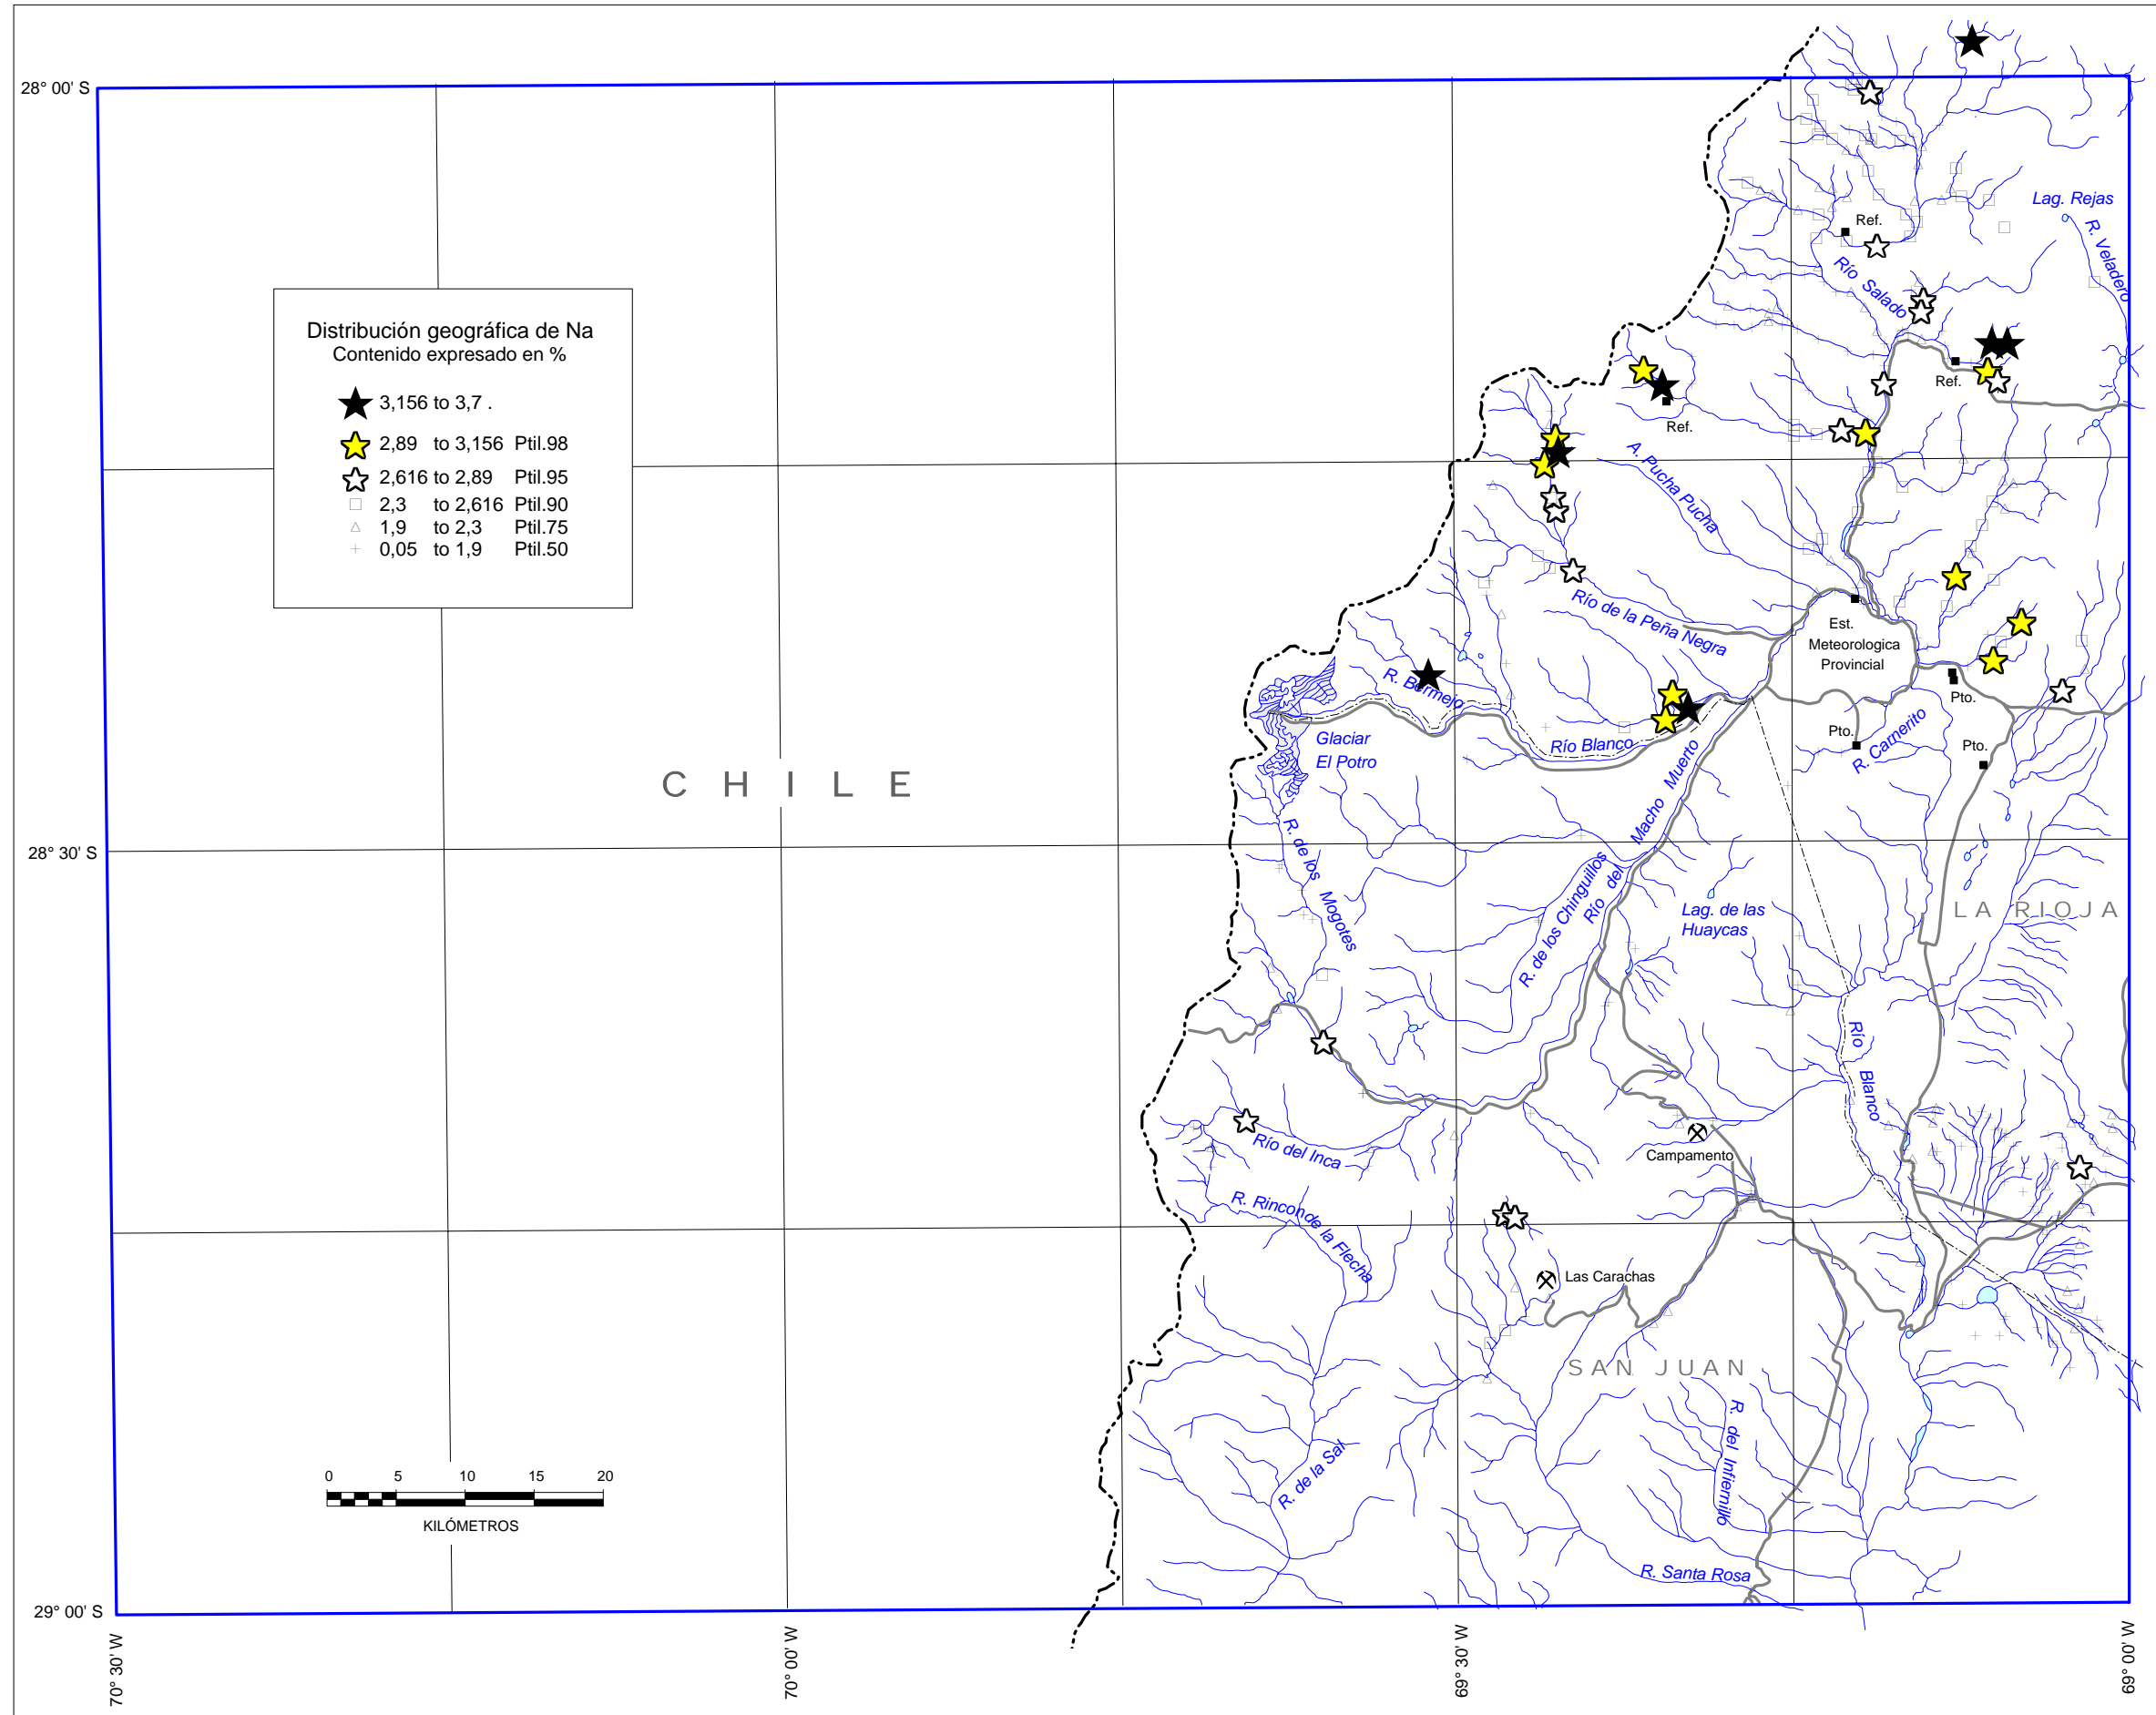 28° 00' S
Lag. Rejas
Ref.
R. Veladero
Río Salado
Distribución geográfica de Na
Contenido expresado en %
3,156 to 3,7 .
2,89 to 3,156 Ptil.98
2,616 to 2,89 Ptil.95
2,3 to 2,616 Ptil.90
1,9 to 2,3 Ptil.75
0,05 to 1,9 Ptil.50
Ref.
Ref.
A. Pucha Pucha
Río de la Peña Negra
Est.
Meteorologica
Provincial
R. Bermejo
Pto.
Pto.
R. Carnerito
Pto.
Glaciar
El Potro
Río Blanco
CHILE
Río del Macho Muerto
28° 30' S
R. de los Mogotes
R. de los Chinguillos
Lag. de las
Huaycas
LA RIOJA
Río Blanco
Río del Inca
Campamento
R. Rincon de la Flecha
Las Carachas
SAN JUAN
R. del Infiernillo
R. de la Sal
0 5 10 15 20
KILÓMETROS
R. Santa Rosa
29° 00' S
70° 30' W
70° 00' W
69° 30' W
69° 00' W